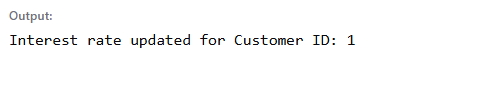 Output:
Interest rate updated for Customer ID: 1